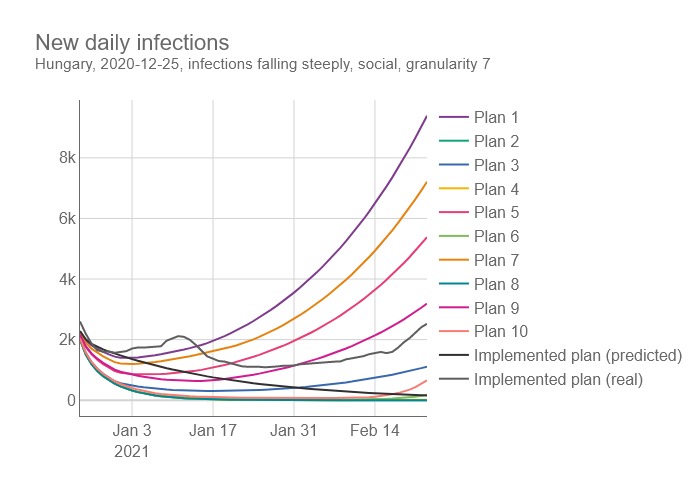 New daily infections
Hungary, 2020-12-25, infections falling steeply, social, granularity 7
8k
6k
4k
2k
0
Jan 3
2021
Jan 17
Jan 31
Feb 14
Plan 1
Plan 2
Plan 3
Plan 4
Plan 5
Plan 6
Plan 7
Plan 8
Plan 9
Plan 10
Implemented plan (predicted)
Implemented plan (real)